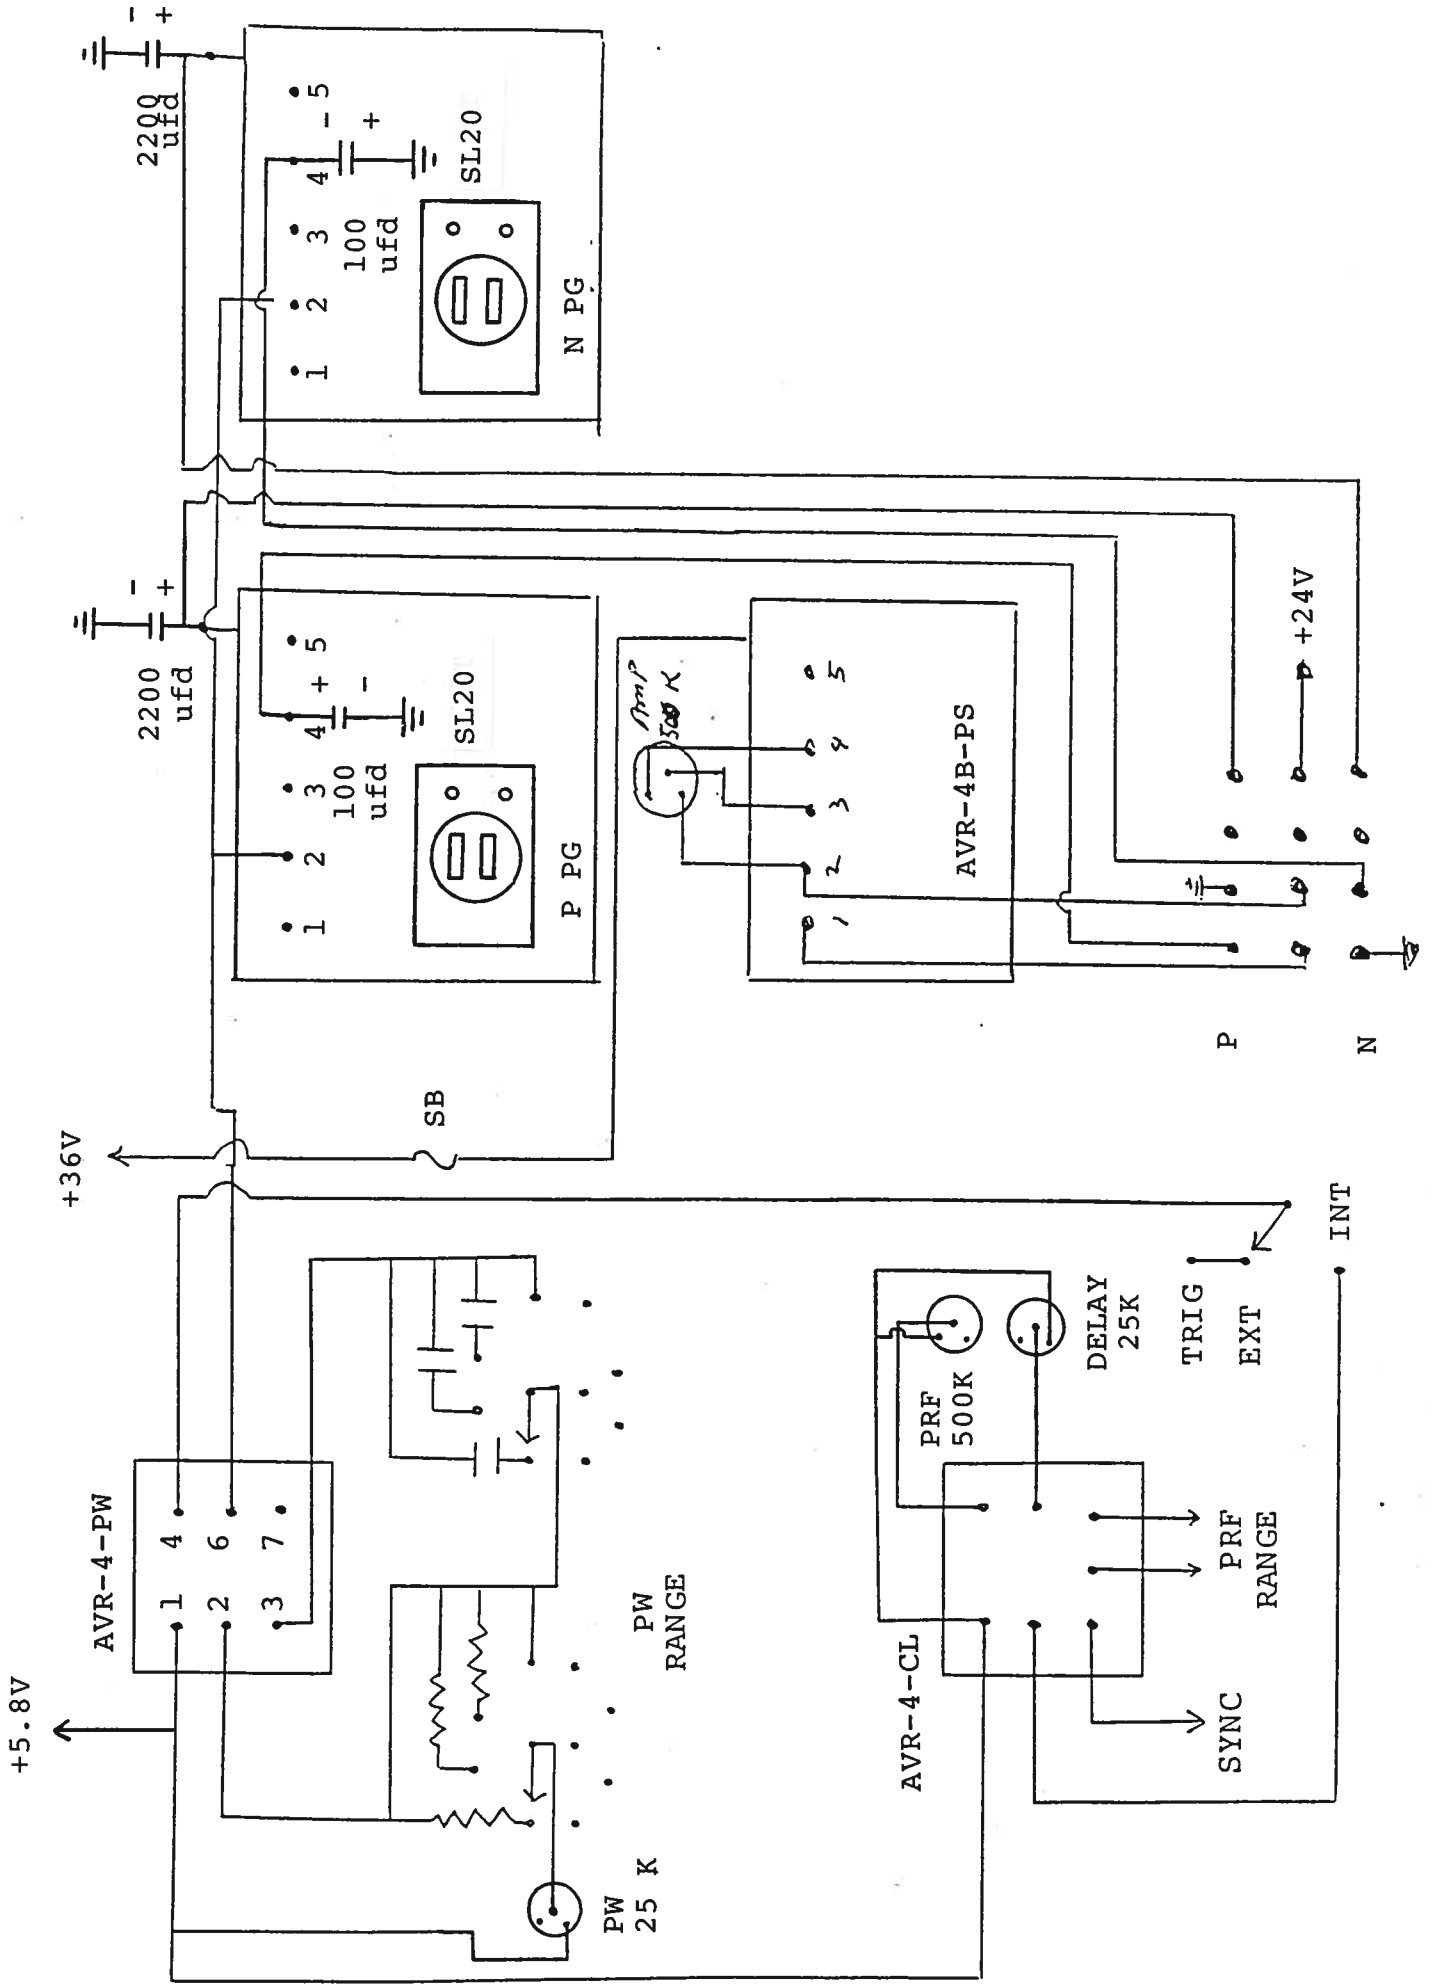 +5.8V
+36V
AVR-4-PW
1 4
2 6
3 7
- +
2200
ufd
1 2 3 4 5
+ -
100
ufd
SL20
P PG
- +
2200
ufd
1 2 3 4 5
- +
100
ufd
SL20
N PG
SB
PW
25 K
PW
RANGE
Amp
500 K
1 2 3 4 5
AVR-4B-PS
AVR-4-CL
PRF
500K
DELAY
25K
SYNC
PRF
RANGE
TRIG
EXT
INT
P
N
+24V